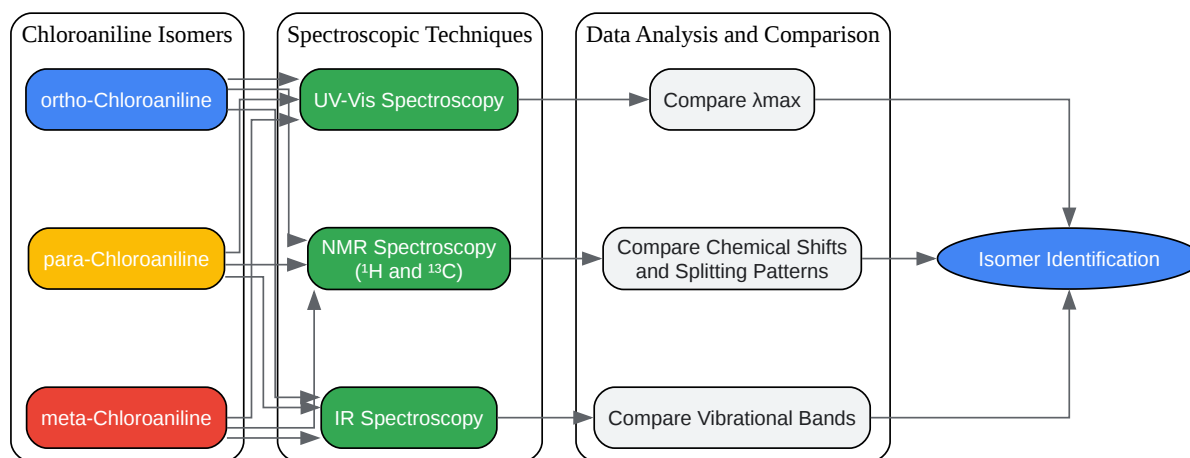 Chloroaniline Isomers
Spectroscopic Techniques
Data Analysis and Comparison
ortho-Chloroaniline
UV-Vis Spectroscopy
Compare λmax
para-Chloroaniline
NMR Spectroscopy
(¹H and ¹³C)
Compare Chemical Shifts
and Splitting Patterns
Isomer Identification
meta-Chloroaniline
IR Spectroscopy
Compare Vibrational Bands